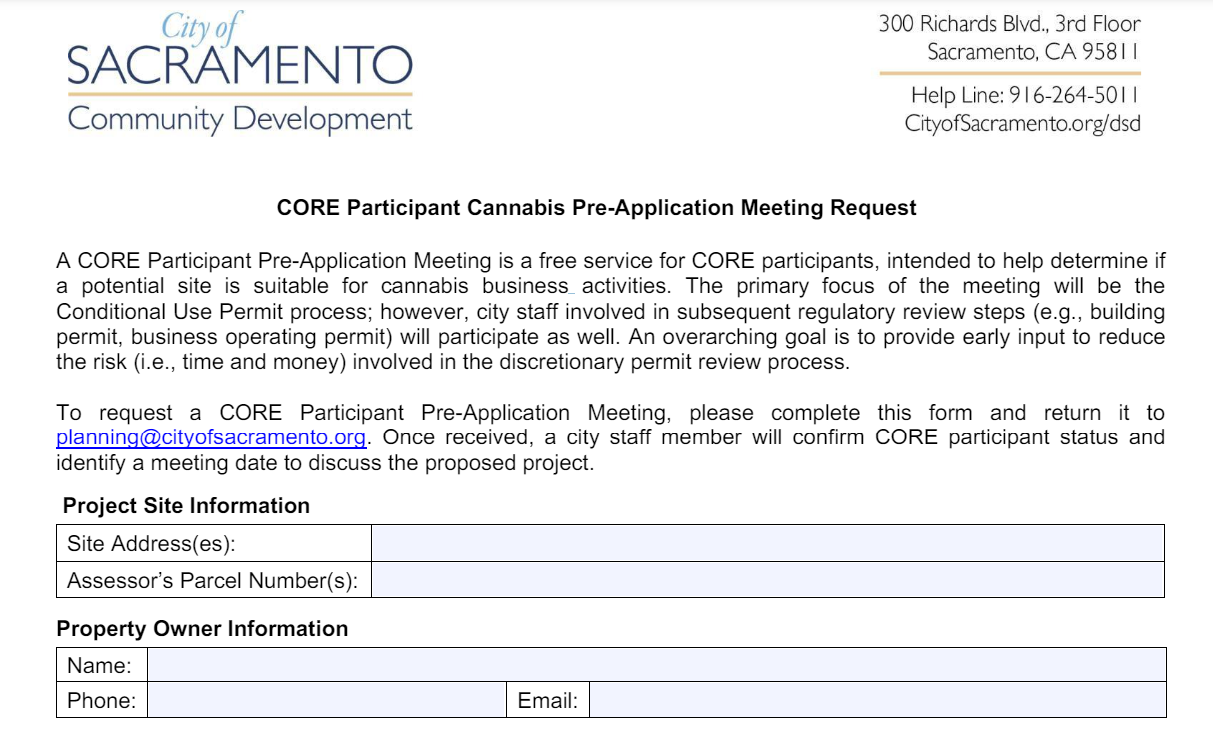 City of
SACRAMENTO
Community Development
300 Richards Blvd., 3rd Floor
Sacramento, CA 95811
Help Line: 916-264-5011
CityofSacramento.org/dsd
CORE Participant Cannabis Pre-Application Meeting Request
A CORE Participant Pre-Application Meeting is a free service for CORE participants, intended to help determine if
a potential site is suitable for cannabis business activities. The primary focus of the meeting will be the
Conditional Use Permit process; however, city staff involved in subsequent regulatory review steps (e.g., building
permit, business operating permit) will participate as well. An overarching goal is to provide early input to reduce
the risk (i.e., time and money) involved in the discretionary permit review process.
To request a CORE Participant Pre-Application Meeting, please complete this form and return it to
planning@cityofsacramento.org. Once received, a city staff member will confirm CORE participant status and
identify a meeting date to discuss the proposed project.
Project Site Information
Site Address(es):
Assessor's Parcel Number(s):
Property Owner Information
Name:
Phone: Email: